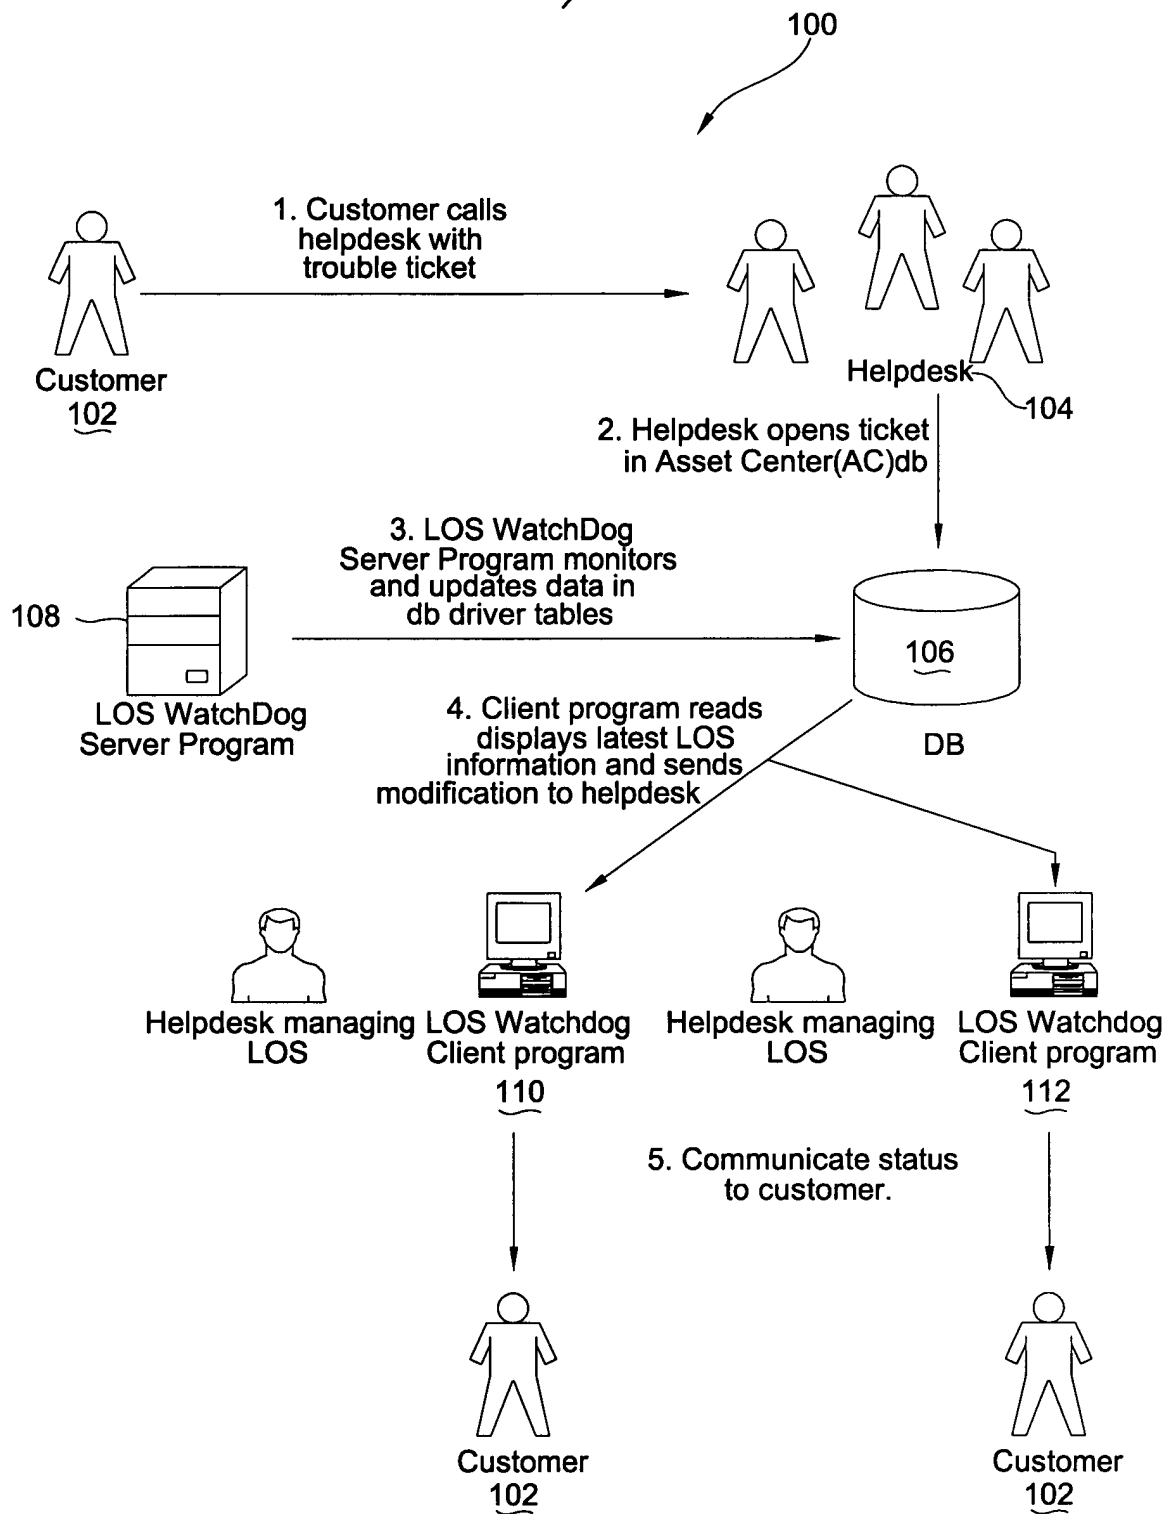 100
1. Customer calls
helpdesk with
trouble ticket
Customer
102
Helpdesk
104
2. Helpdesk opens ticket
in Asset Center(AC)db
3. LOS WatchDog
Server Program monitors
and updates data in
db driver tables
108
LOS WatchDog
Server Program
106
DB
4. Client program reads
displays latest LOS
information and sends
modification to helpdesk
Helpdesk managing
LOS
LOS Watchdog
Client program
110
Helpdesk managing
LOS
LOS Watchdog
Client program
112
5. Communicate status
to customer.
Customer
102
Customer
102